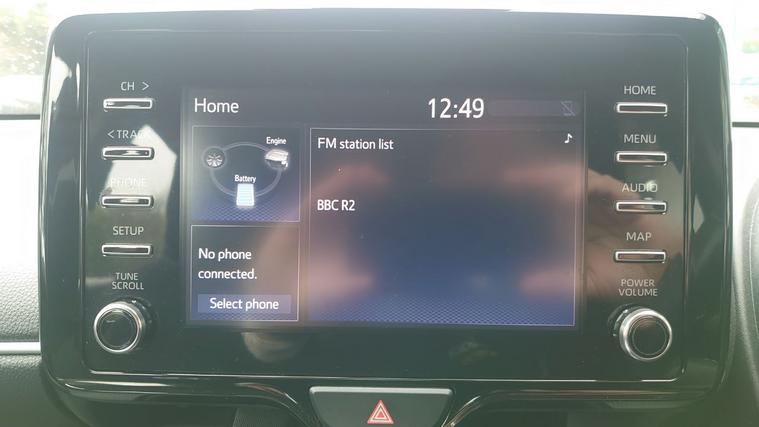 CH >
< TRACK
PHONE
SETUP
TUNE
SCROLL
Home
12:49
Engine
Battery
No phone
connected.
Select phone
FM station list
BBC R2
HOME
MENU
AUDIO
MAP
POWER
VOLUME